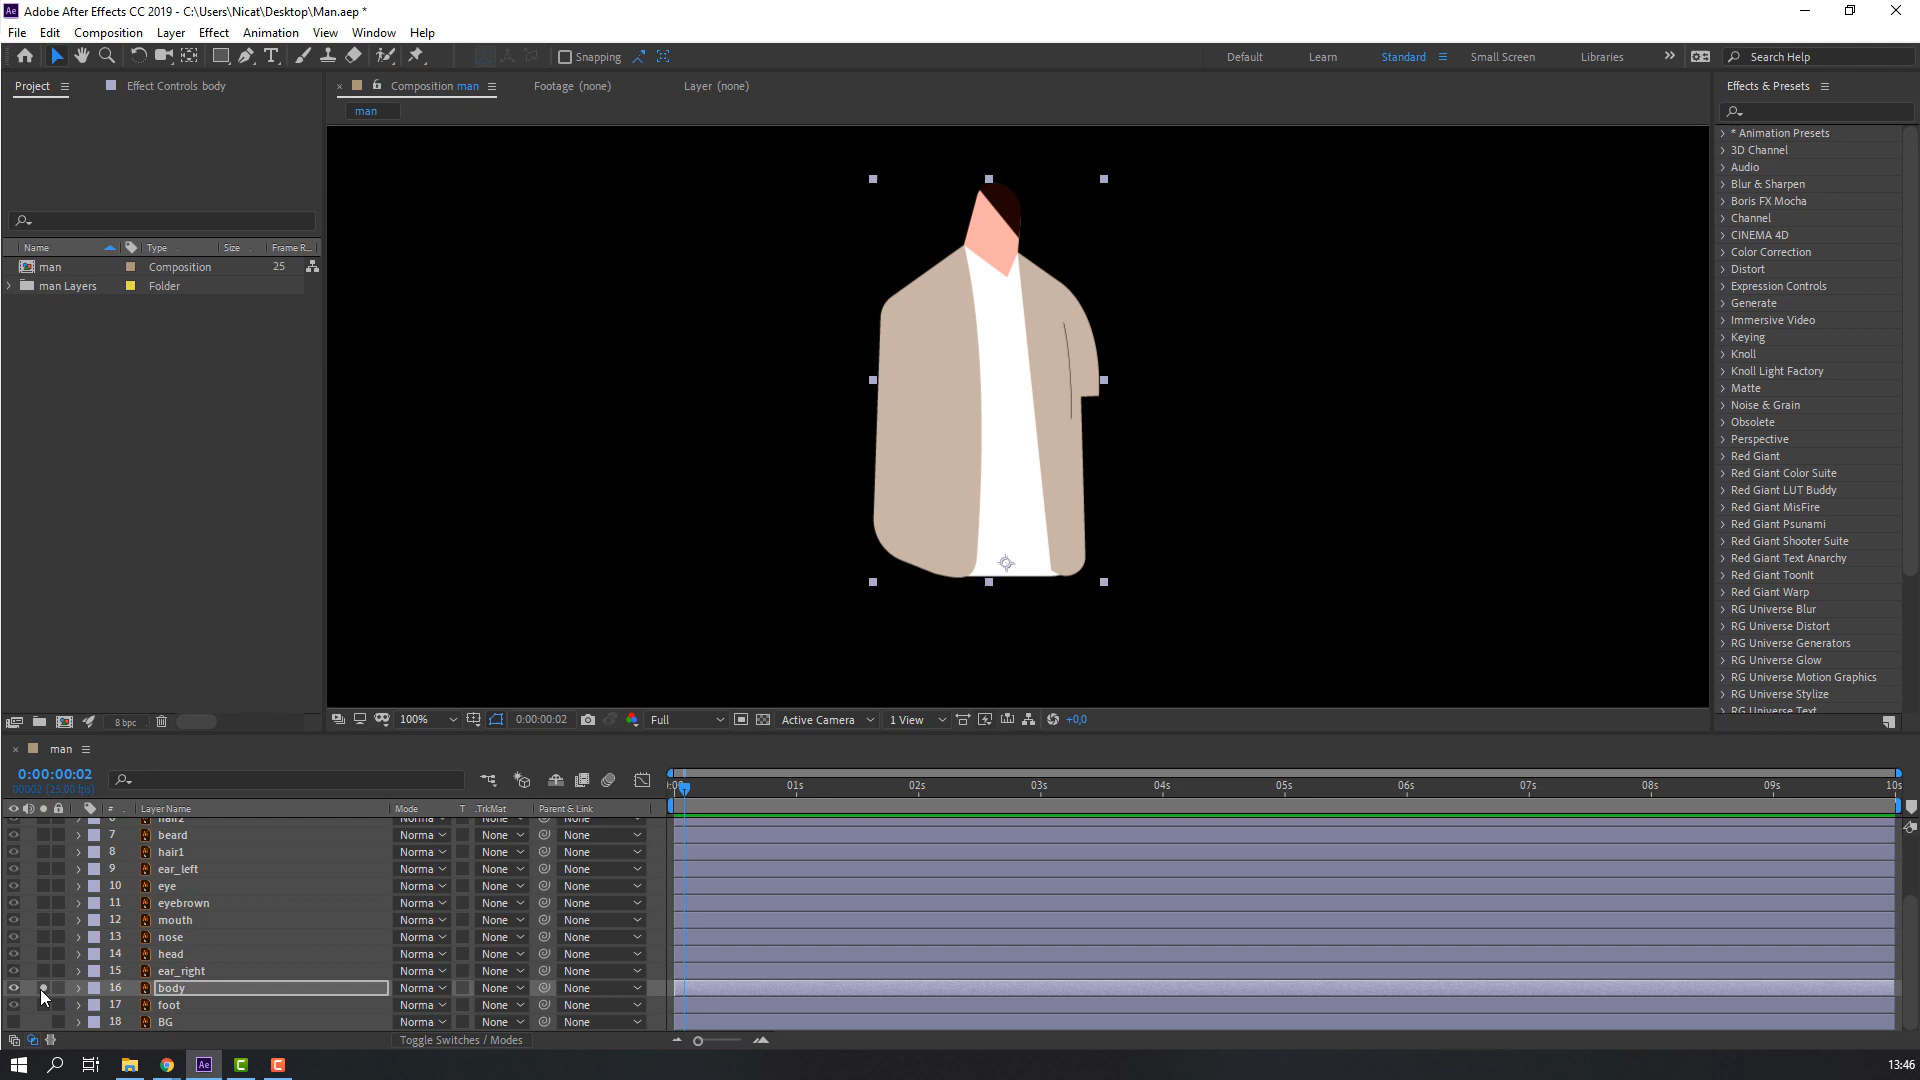 Adobe After Effects CC 2019 - C:\Users\Nicat\Desktop\Man.aep *
File Edit Composition Layer Effect Animation View Window Help
Snapping Default Learn Standard Small Screen Libraries Search Help
Project Effect Controls body Composition man Footage (none) Layer (none) Effects & Presets
man
Name Type Size Frame R...
man Composition 25
man Layers Folder
* Animation Presets
3D Channel
Audio
Blur & Sharpen
Boris FX Mocha
Channel
CINEMA 4D
Color Correction
Distort
Expression Controls
Generate
Immersive Video
Keying
Knoll
Knoll Light Factory
Matte
Noise & Grain
Obsolete
Perspective
Red Giant
Red Giant Color Suite
Red Giant LUT Buddy
Red Giant MisFire
Red Giant Psunami
Red Giant Shooter Suite
Red Giant Text Anarchy
Red Giant ToonIt
Red Giant Warp
RG Universe Blur
RG Universe Distort
RG Universe Generators
RG Universe Glow
RG Universe Motion Graphics
RG Universe Stylize
RG Universe Text
8 bpc 100% 0:00:00:02 Full Active Camera 1 View +0,0
man
0:00:00:02
00002 (25.00 fps)
01s 02s 03s 04s 05s 06s 07s 08s 09s 10s
# Layer Name Mode T .TrkMat Parent & Link
6 hair2 Norma None None
7 beard Norma None None
8 hair1 Norma None None
9 ear_left Norma None None
10 eye Norma None None
11 eyebrown Norma None None
12 mouth Norma None None
13 nose Norma None None
14 head Norma None None
15 ear_right Norma None None
16 body Norma None None
17 foot Norma None None
18 BG Norma None None
Toggle Switches / Modes
13:46